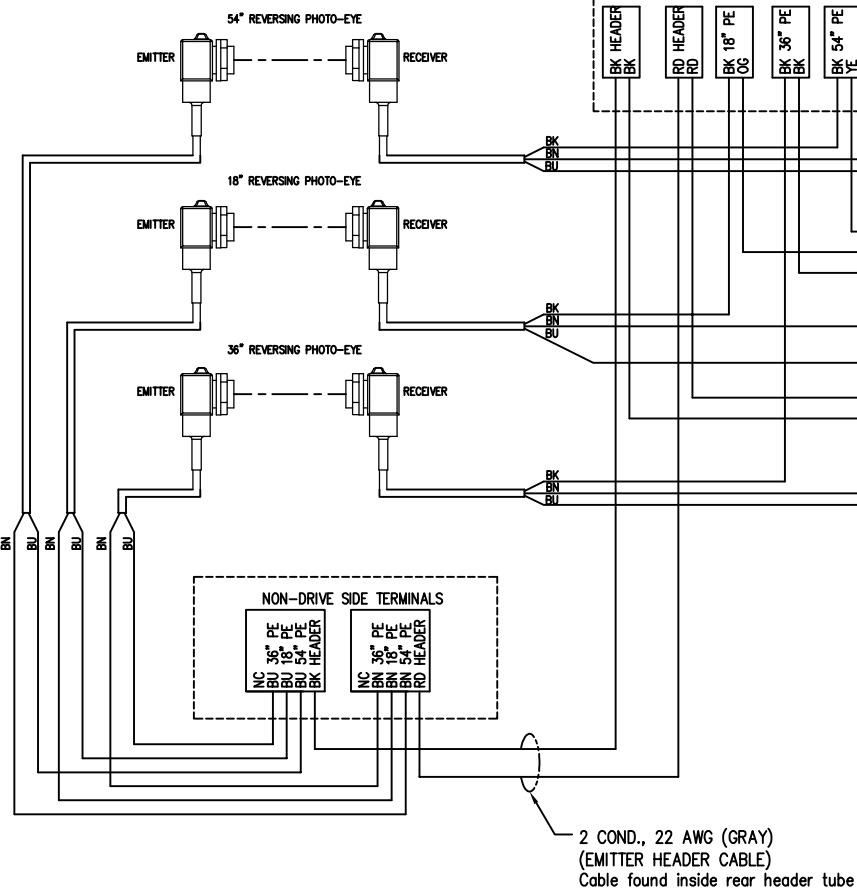 54" REVERSING PHOTO-EYE
EMITTER
RECEIVER
BK HEADER
BK
RD HEADER
RD
BK 18" PE
OG
BK 36" PE
BK
BK 54" PE
YE
BK
BN
BU
18" REVERSING PHOTO-EYE
EMITTER
RECEIVER
BK
BN
BU
36" REVERSING PHOTO-EYE
EMITTER
RECEIVER
BK
BN
BU
BN
BU
BN
BU
BN
BU
NON-DRIVE SIDE TERMINALS
NC
BU 36" PE
BU 18" PE
BU 54" PE
BK HEADER
NC
BN 36" PE
BN 18" PE
BN 54" PE
RD HEADER
2 COND., 22 AWG (GRAY)
(EMITTER HEADER CABLE)
Cable found inside rear header tube